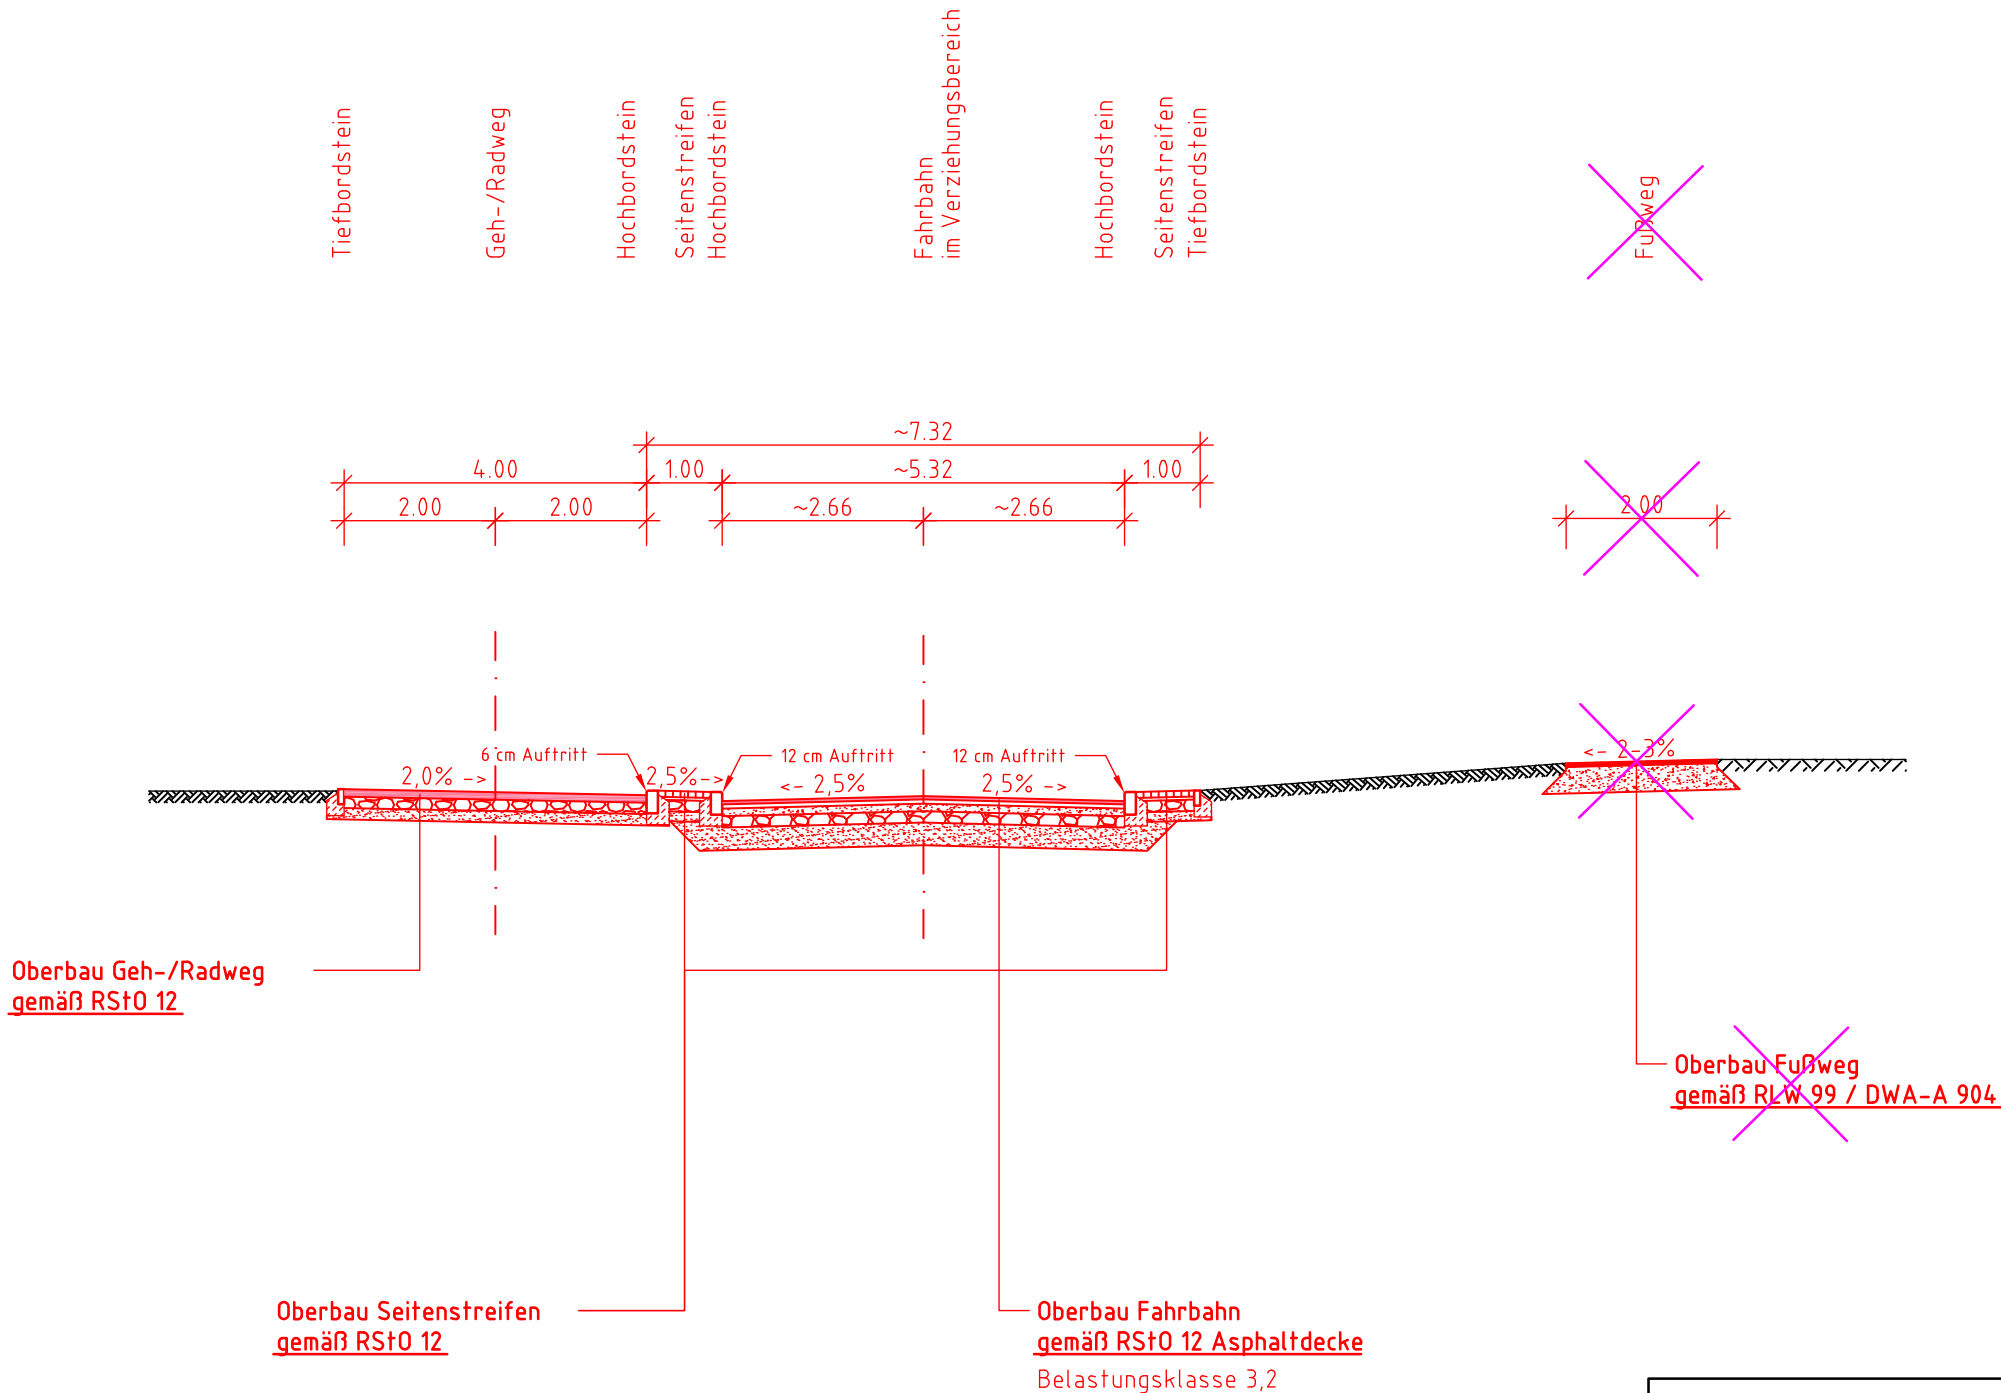 Tiefbordstein
Geh-/Radweg
Hochbordstein
Seitenstreifen
Hochbordstein
Fahrbahn
im Verziehungsbereich
Hochbordstein
Seitenstreifen
Tiefbordstein
Fußweg
~7.32
4.00
1.00
~5.32
1.00
2.00
2.00
~2.66
~2.66
2.00
6 cm Auftritt
12 cm Auftritt
12 cm Auftritt
2,0% ->
2,5%->
<- 2,5%
2,5% ->
<- 2-3%
Oberbau Geh-/Radweg
gemäß RStO 12
Oberbau Fußweg
gemäß RLW 99 / DWA-A 904
Oberbau Seitenstreifen
gemäß RStO 12
Oberbau Fahrbahn
gemäß RStO 12 Asphaltdecke
Belastungsklasse 3,2